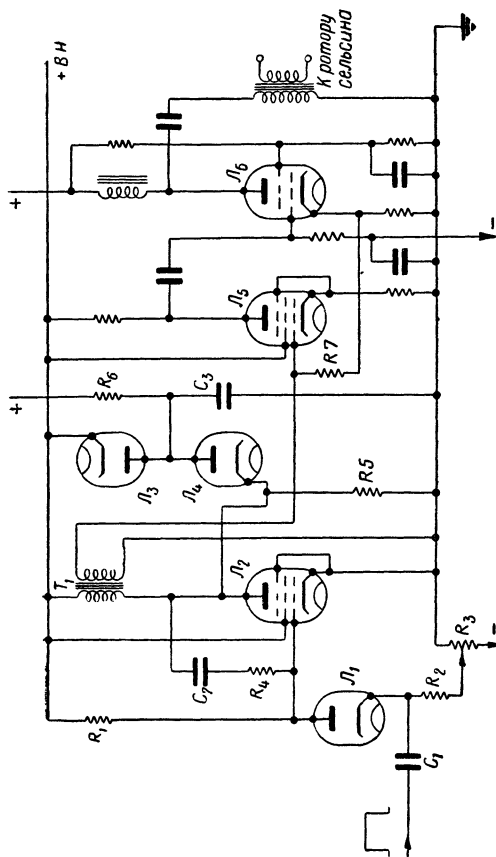 + ВН
+
+
T₁
R₆
R₁
Л₃
C₃
Л₄
C₇
R₄
Л₂
Л₅
Л₆
К ротору
сельсина
R7
R5
Л₁
C₁
R₂
R₃
−
−